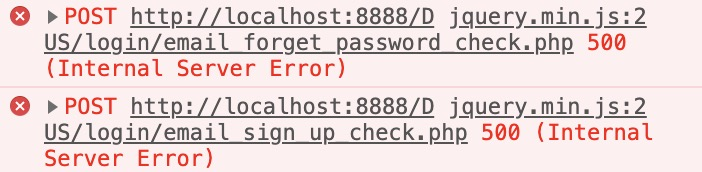 POST http://localhost:8888/D jquery.min.js:2
US/login/email_forget_password_check.php 500
(Internal Server Error)
POST http://localhost:8888/D jquery.min.js:2
US/login/email_sign_up_check.php 500 (Internal
Server Error)